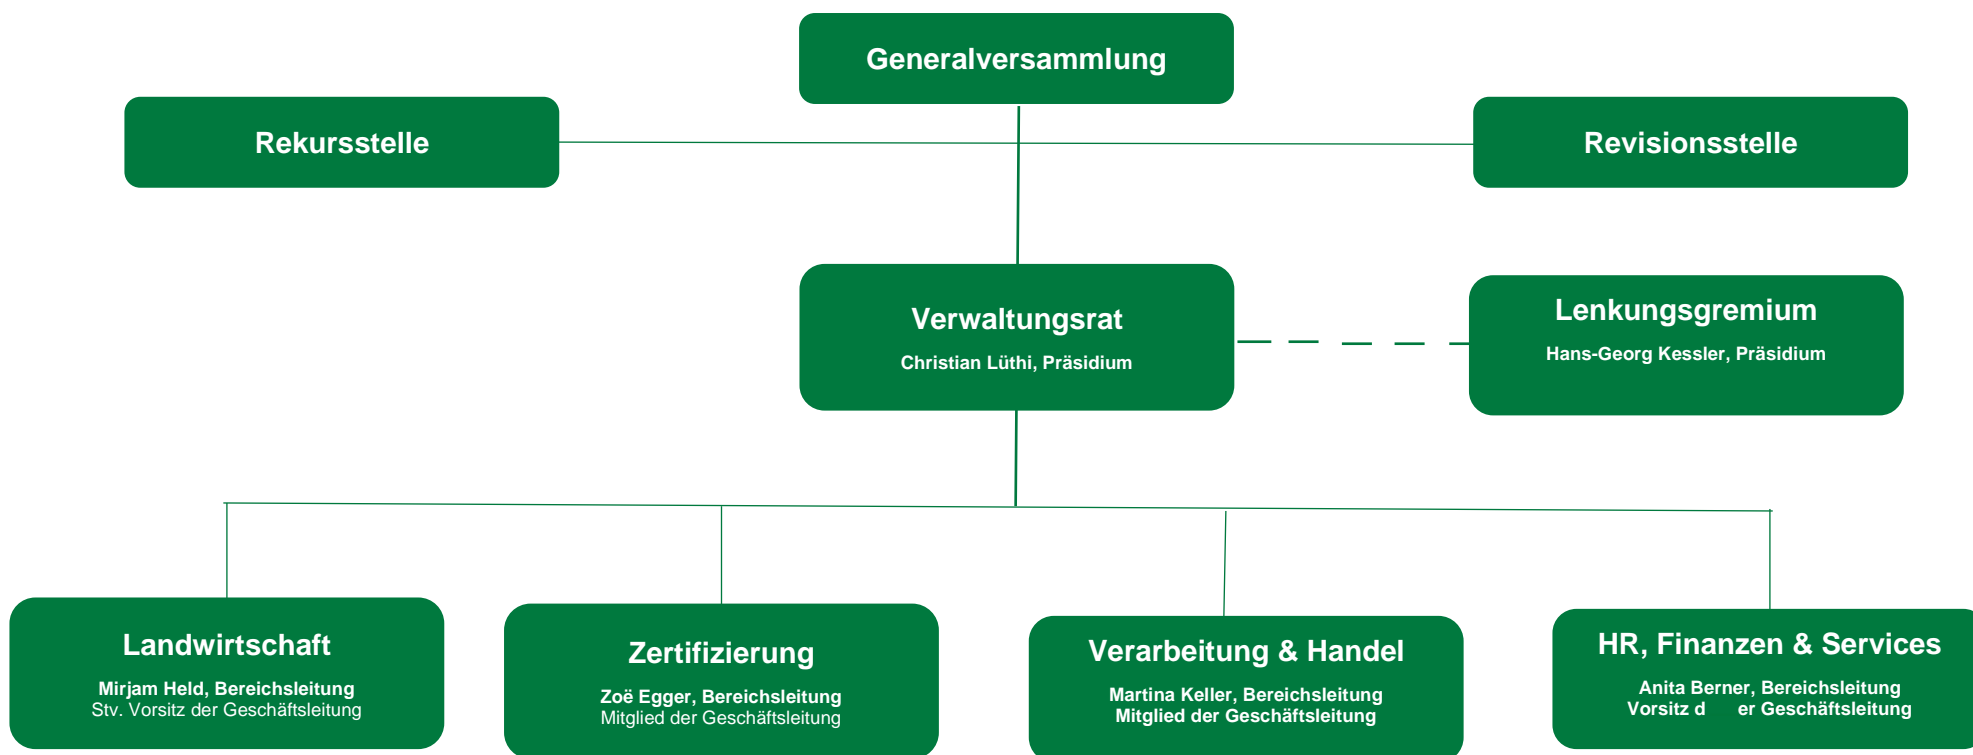 Generalversammlung
Rekursstelle
Revisionsstelle
Verwaltungsrat
Christian Lüthi, Präsidium
Lenkungsgremium
Hans-Georg Kessler, Präsidium
Landwirtschaft
Mirjam Held, Bereichsleitung
Stv. Vorsitz der Geschäftsleitung
Zertifizierung
Zoë Egger, Bereichsleitung
Mitglied der Geschäftsleitung
Verarbeitung & Handel
Martina Keller, Bereichsleitung
Mitglied der Geschäftsleitung
HR, Finanzen & Services
Anita Berner, Bereichsleitung
Vorsitz d er Geschäftsleitung